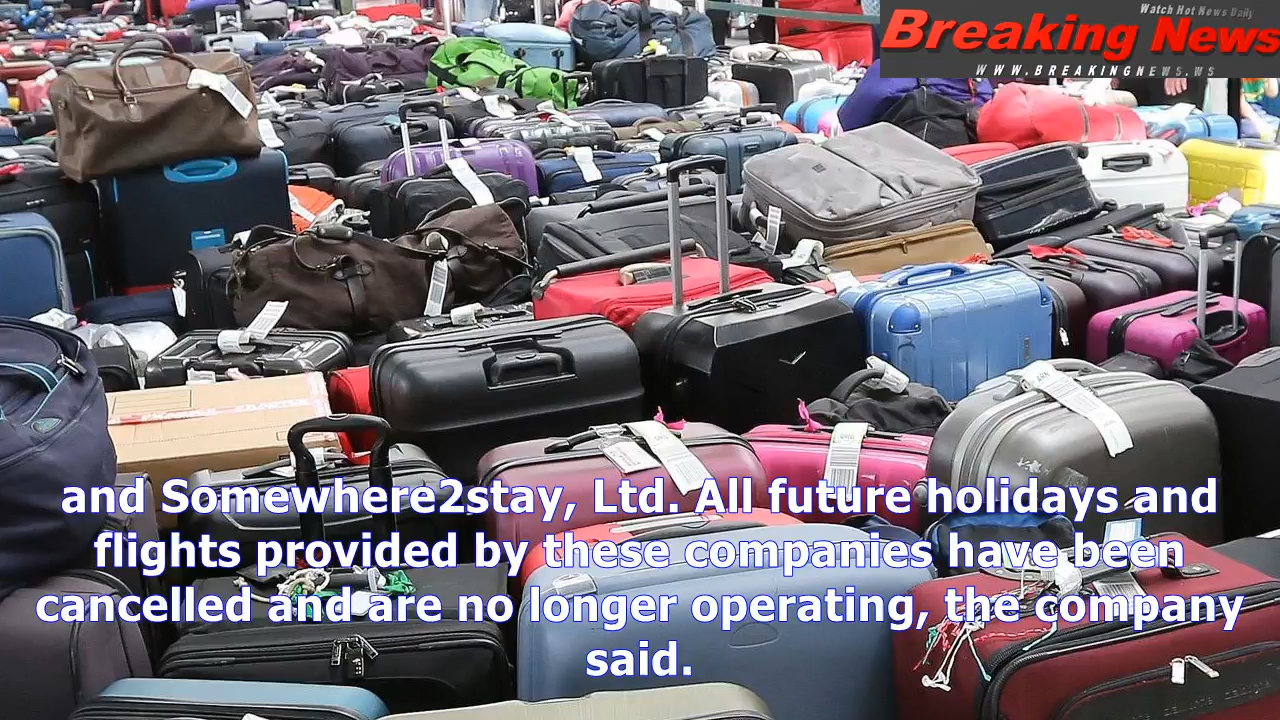 Watch Hot News Daily
Breaking News
WWW.BREAKINGNEWS.WS
and Somewhere2stay, Ltd. All future holidays and
flights provided by these companies have been
cancelled and are no longer operating, the company
said.